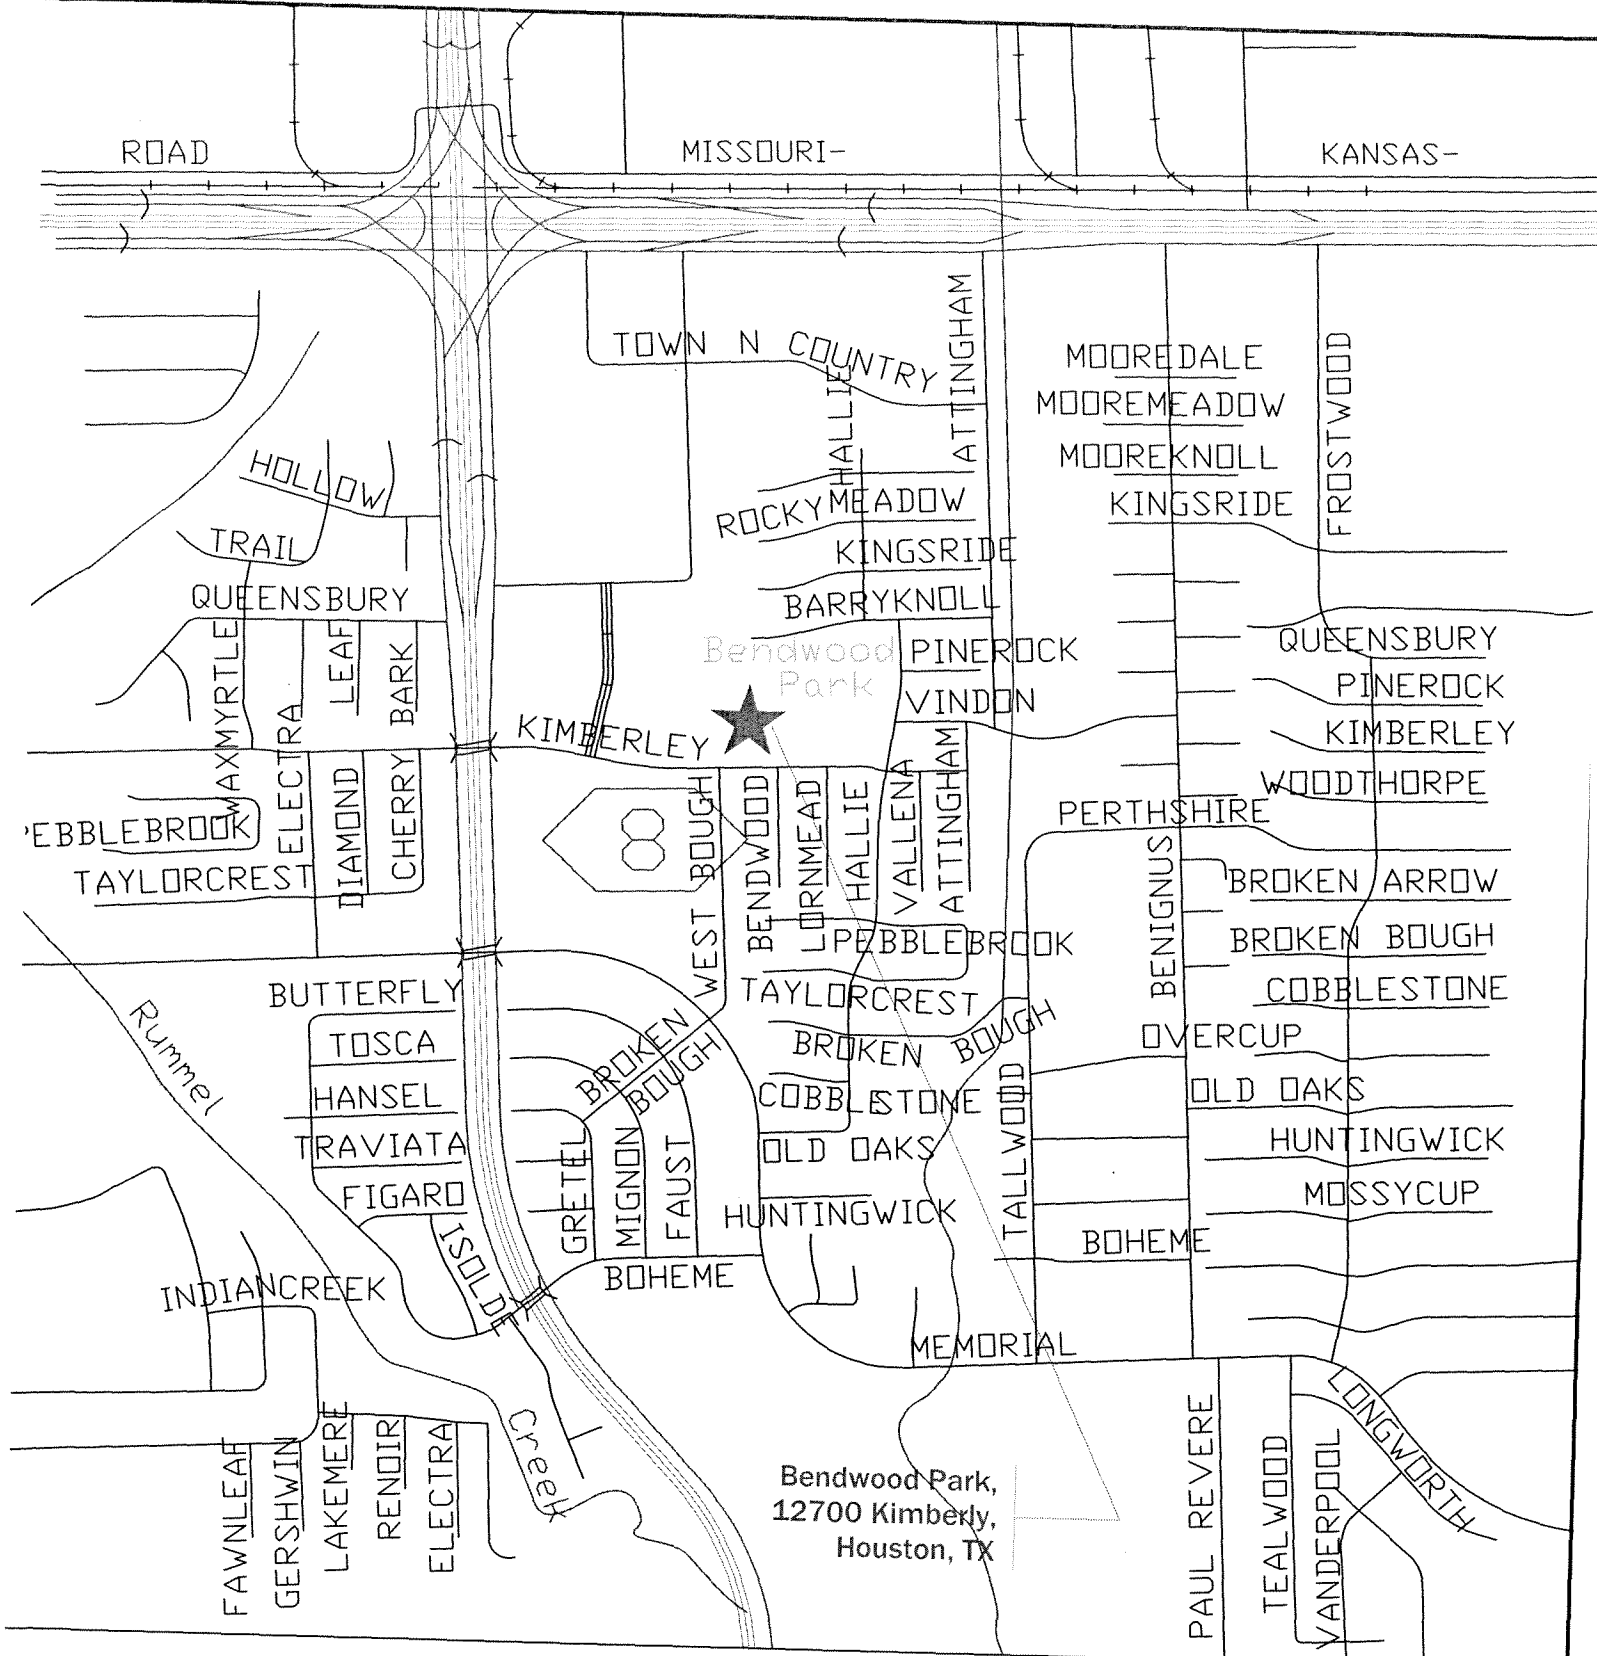 ROAD
MISSOURI-
KANSAS-
TOWN N COUNTRY
ATTINGHAM
HALLIE
MOOREDALE
MOOREMEADOW
MOOREKNOLL
KINGSRIDE
FROSTWOOD
HOLLOW
TRAIL
QUEENSBURY
ROCKYMEADOW
KINGSRIDE
BARRYKNOLL
Bendwood
Park
PINEROCK
VINDON
QUEENSBURY
PINEROCK
KIMBERLEY
WOODTHORPE
WAXMYRTLE
ELECTRA
LEAF
BARK
KIMBERLEY
DIAMOND
CHERRY
'EBBLEBROOK
TAYLORCREST
8
WEST BOUGH
BENDWOOD
LORNMEAD
HALLIE
VALLENA
ATTINGHAM
PERTHSHIRE
BENIGNUS
BROKEN ARROW
BROKEN BOUGH
COBBLESTONE
PEBBLEBROOK
TAYLORCREST
BROKEN BOUGH
COBBLESTONE
OLD OAKS
HUNTINGWICK
TALLWOOD
OVERCUP
OLD OAKS
HUNTINGWICK
MOSSYCUP
BOHEME
BUTTERFLY
TOSCA
HANSEL
TRAVIATA
FIGARO
ISOLDE
BROKEN
BOUGH
GRETEL
MIGNON
FAUST
BOHEME
Rummel
Creek
INDIANCREEK
MEMORIAL
LONGWORTH
FAWNLEAF
GERSHWIN
LAKEMERE
RENOIR
ELECTRA
Bendwood Park,
12700 Kimberly,
Houston, TX
PAUL REVERE
TEALWOOD
VANDERPOOL